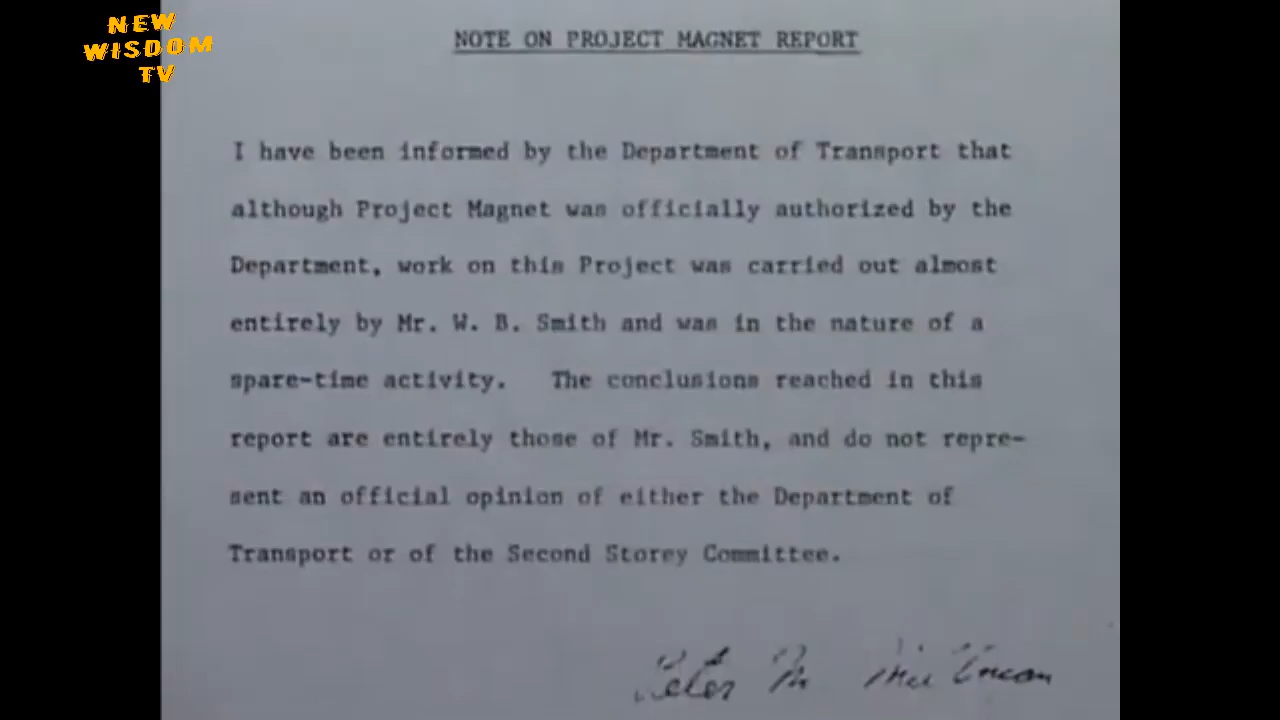 NEW
WISDOM
TV
NOTE ON PROJECT MAGNET REPORT
I have been informed by the Department of Transport that
although Project Magnet was officially authorized by the
Department, work on this Project was carried out almost
entirely by Mr. W. B. Smith and was in the nature of a
spare-time activity. The conclusions reached in this
report are entirely those of Mr. Smith, and do not repre-
sent an official opinion of either the Department of
Transport or of the Second Storey Committee.
Peter M